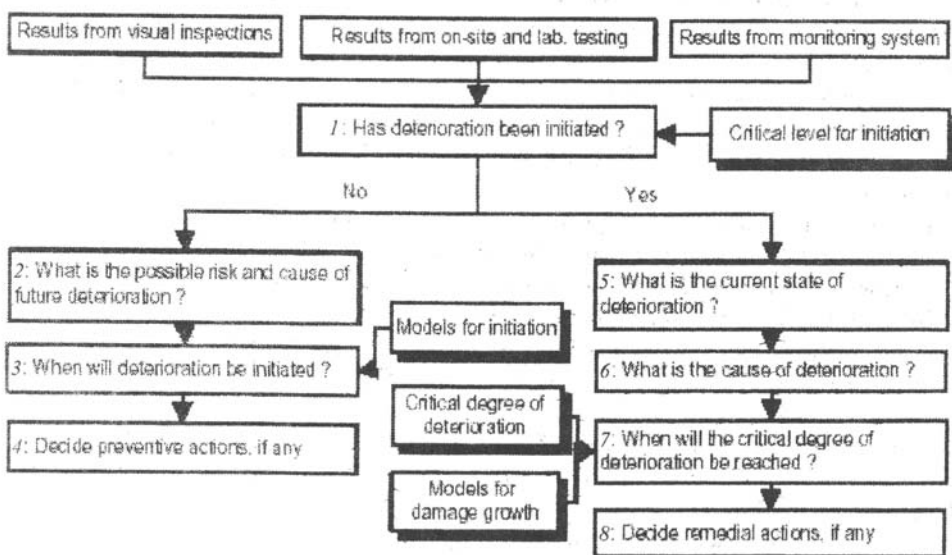 Results from visual inspections
Results from on-site and lab. testing
Results from monitoring system
1: Has deterioration been initiated ?
Critical level for initiation
No
Yes
2: What is the possible risk and cause of
future deterioration ?
Models for initiation
3: When will deterioration be initiated ?
4: Decide preventive actions, if any
5: What is the current state of
deterioration ?
6: What is the cause of deterioration ?
Critical degree of
deterioration
7: When will the critical degree of
deterioration be reached ?
Models for
damage growth
8: Decide remedial actions, if any